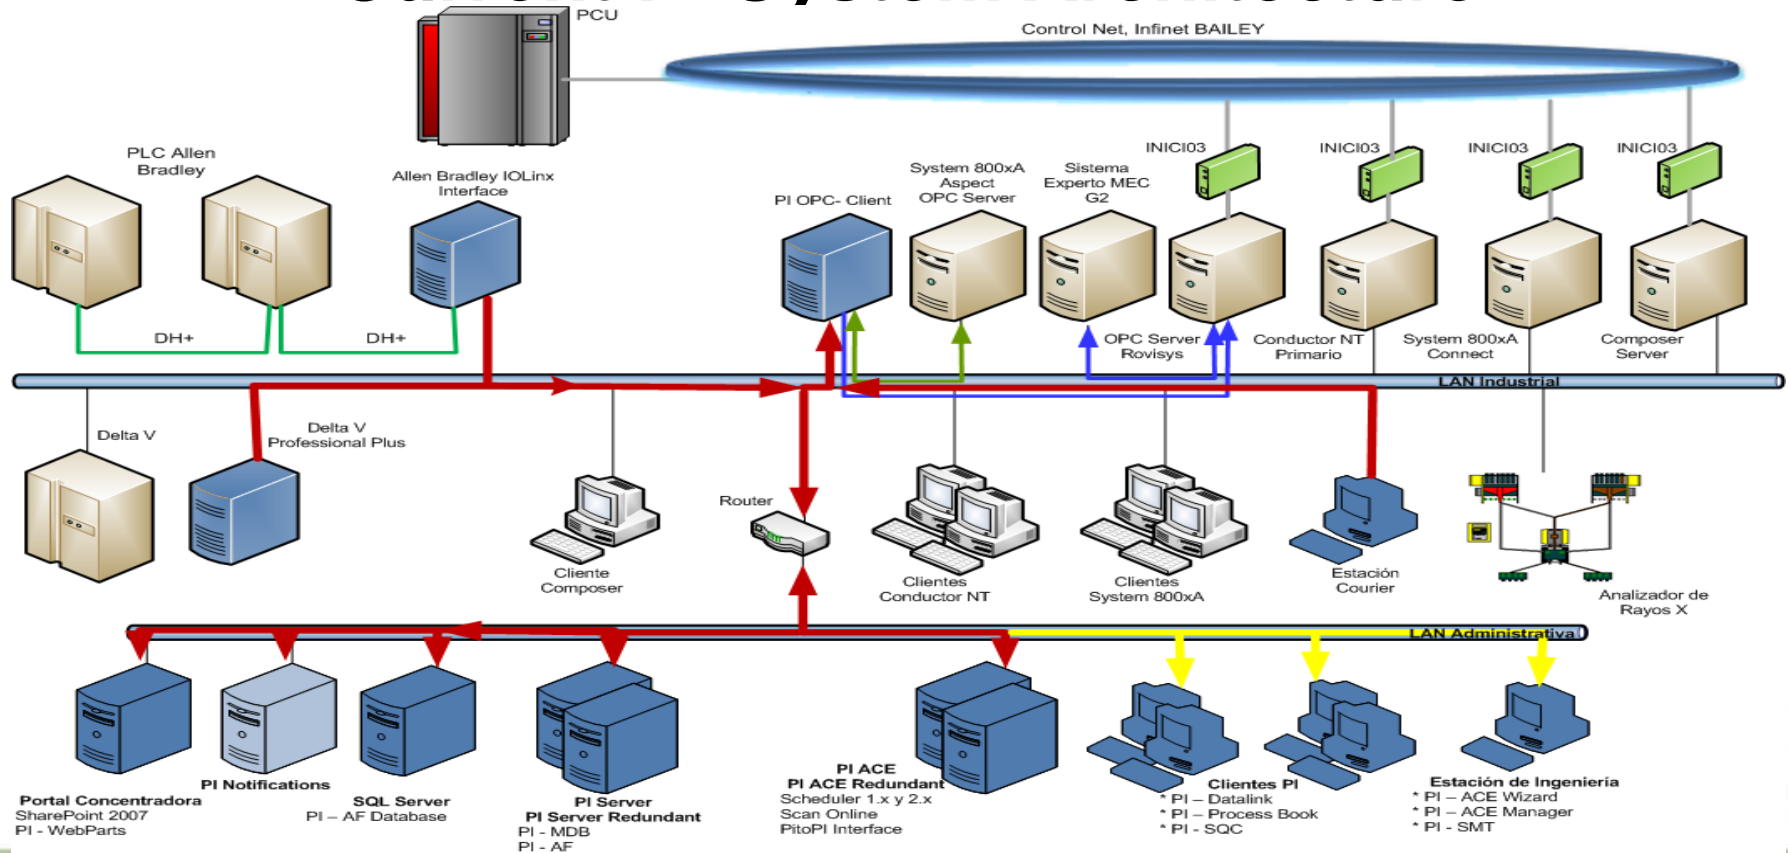 PCU
Control Net, Infinet BAILEY
PLC Allen
Bradley
Allen Bradley IOLinx
Interface
PI OPC- Client
System 800xA
Aspect
OPC Server
Sistema
Experto MEC
G2
INICI03
INICI03
INICI03
INICI03
DH+
DH+
OPC Server
Rovisys
Conductor NT
Primario
System 800xA
Connect
Composer
Server
LAN Industrial
Delta V
Delta V
Professional Plus
Router
Cliente
Composer
Clientes
Conductor NT
Clientes
System 800xA
Estación
Courier
Analizador de
Rayos X
LAN Administrativa
Portal Concentradora
SharePoint 2007
PI - WebParts
PI Notifications
SQL Server
PI – AF Database
PI Server
PI Server Redundant
PI - MDB
PI - AF
PI ACE
PI ACE Redundant
Scheduler 1.x y 2.x
Scan Online
PitoPI Interface
Clientes PI
* PI – Datalink
* PI – Process Book
* PI - SQC
Estación de Ingeniería
* PI – ACE Wizard
* PI – ACE Manager
* PI - SMT